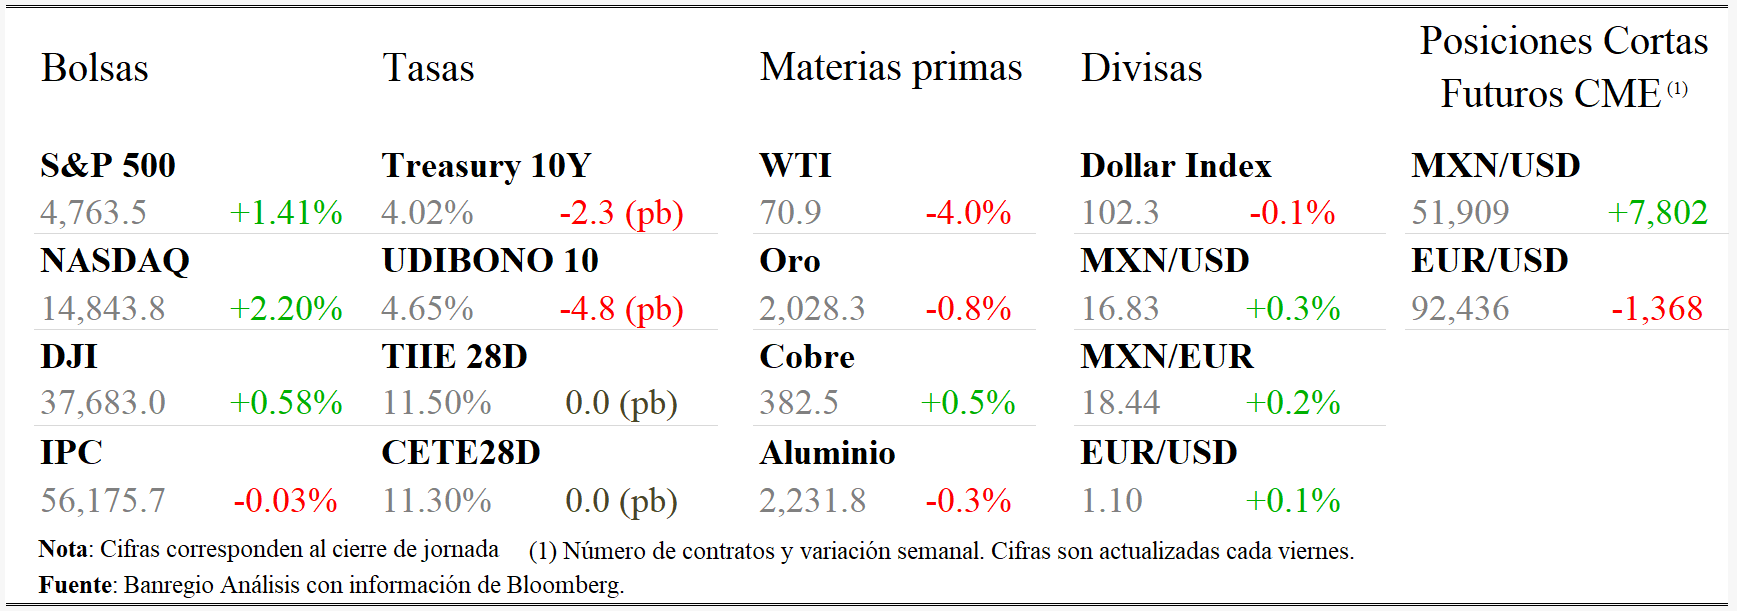 Bolsas Tasas Materias primas Divisas Posiciones Cortas
Futuros CME (1)
S&P 500 Treasury 10Y WTI Dollar Index MXN/USD
4,763.5 +1.41% 4.02% -2.3 (pb) 70.9 -4.0% 102.3 -0.1% 51,909 +7,802
NASDAQ UDIBONO 10 Oro MXN/USD EUR/USD
14,843.8 +2.20% 4.65% -4.8 (pb) 2,028.3 -0.8% 16.83 +0.3% 92,436 -1,368
DJI TIIE 28D Cobre MXN/EUR
37,683.0 +0.58% 11.50% 0.0 (pb) 382.5 +0.5% 18.44 +0.2%
IPC CETE28D Aluminio EUR/USD
56,175.7 -0.03% 11.30% 0.0 (pb) 2,231.8 -0.3% 1.10 +0.1%
Nota: Cifras corresponden al cierre de jornada (1) Número de contratos y variación semanal. Cifras son actualizadas cada viernes.
Fuente: Banregio Análisis con información de Bloomberg.